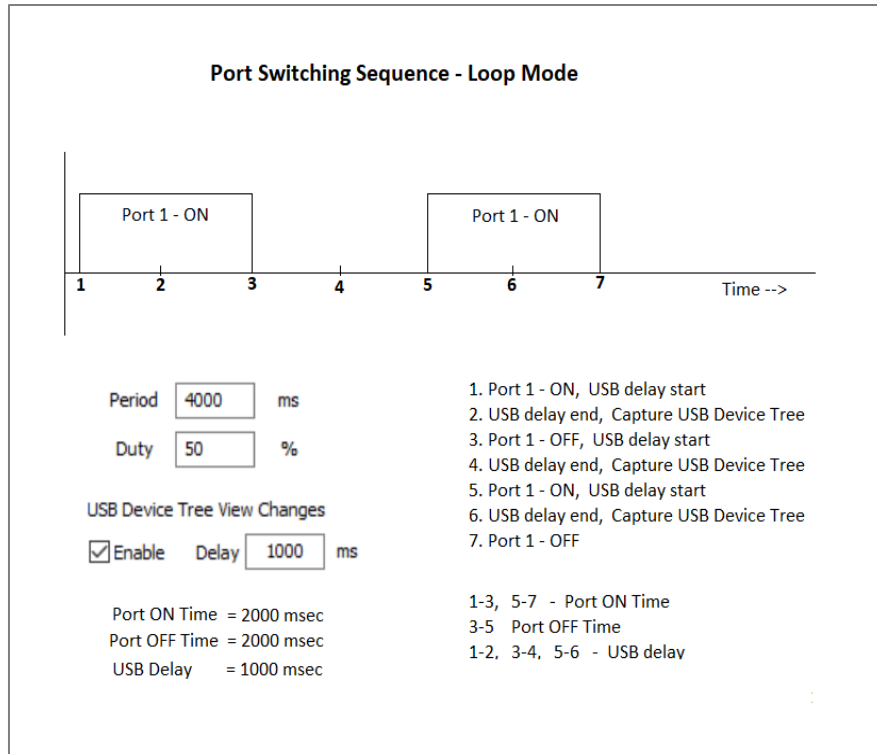 Port Switching Sequence - Loop Mode
Port 1 - ON
Port 1 - ON
1 2 3 4 5 6 7
Time -->
Period 4000 ms
Duty 50 %
USB Device Tree View Changes
Enable Delay 1000 ms
Port ON Time = 2000 msec
Port OFF Time = 2000 msec
USB Delay = 1000 msec
1. Port 1 - ON, USB delay start
2. USB delay end, Capture USB Device Tree
3. Port 1 - OFF, USB delay start
4. USB delay end, Capture USB Device Tree
5. Port 1 - ON, USB delay start
6. USB delay end, Capture USB Device Tree
7. Port 1 - OFF
1-3, 5-7 - Port ON Time
3-5 Port OFF Time
1-2, 3-4, 5-6 - USB delay